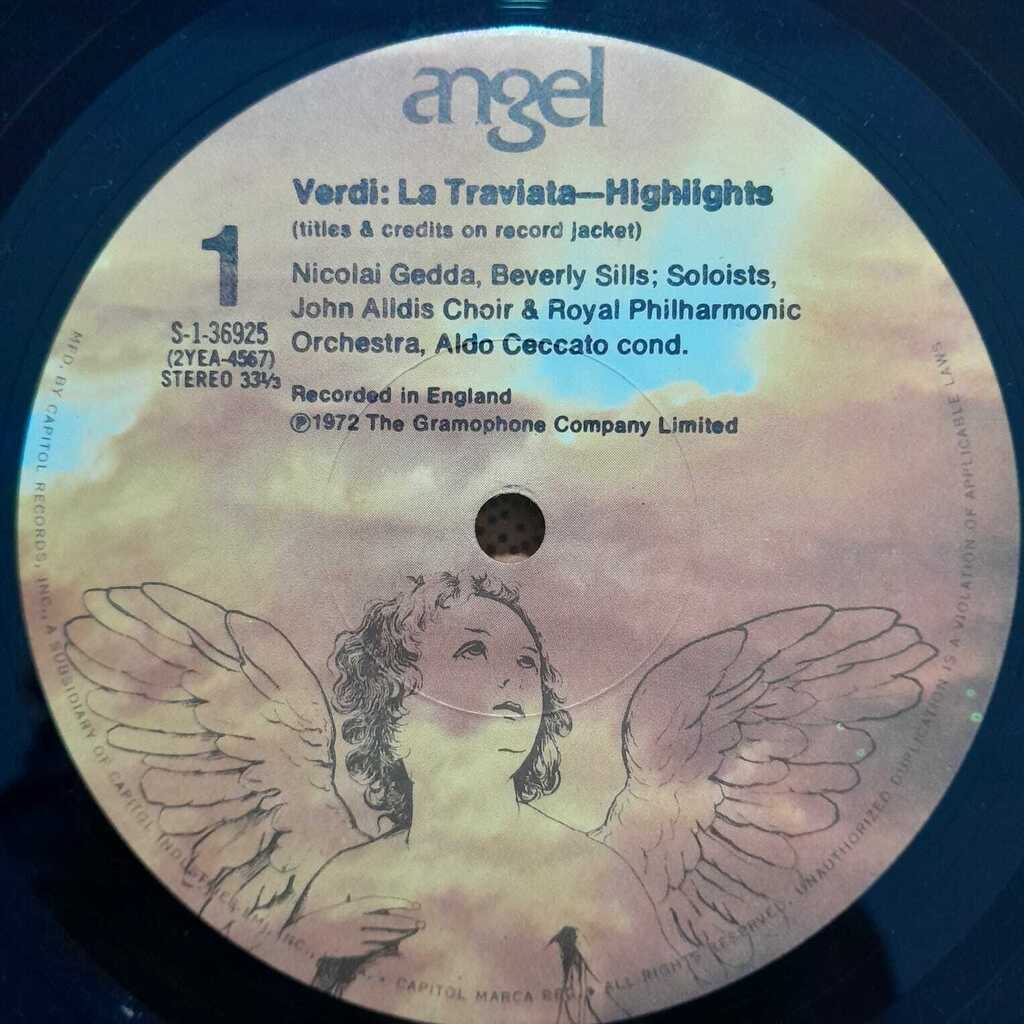 angel
Verdi: La Traviata—Highlights
(titles & credits on record jacket)
1
S-1-36925
(2YEA-4567)
STEREO 33⅓
Nicolai Gedda, Beverly Sills; Soloists,
John Alldis Choir & Royal Philharmonic
Orchestra, Aldo Ceccato cond.
Recorded in England
℗1972 The Gramophone Company Limited
MFD. BY CAPITOL RECORDS, INC., A SUBSIDIARY OF CAPITOL INDUSTRIES-EMI, INC., • CAPITOL MARCA REG. • ALL RIGHTS RESERVED. UNAUTHORIZED DUPLICATION IS A VIOLATION OF APPLICABLE LAWS